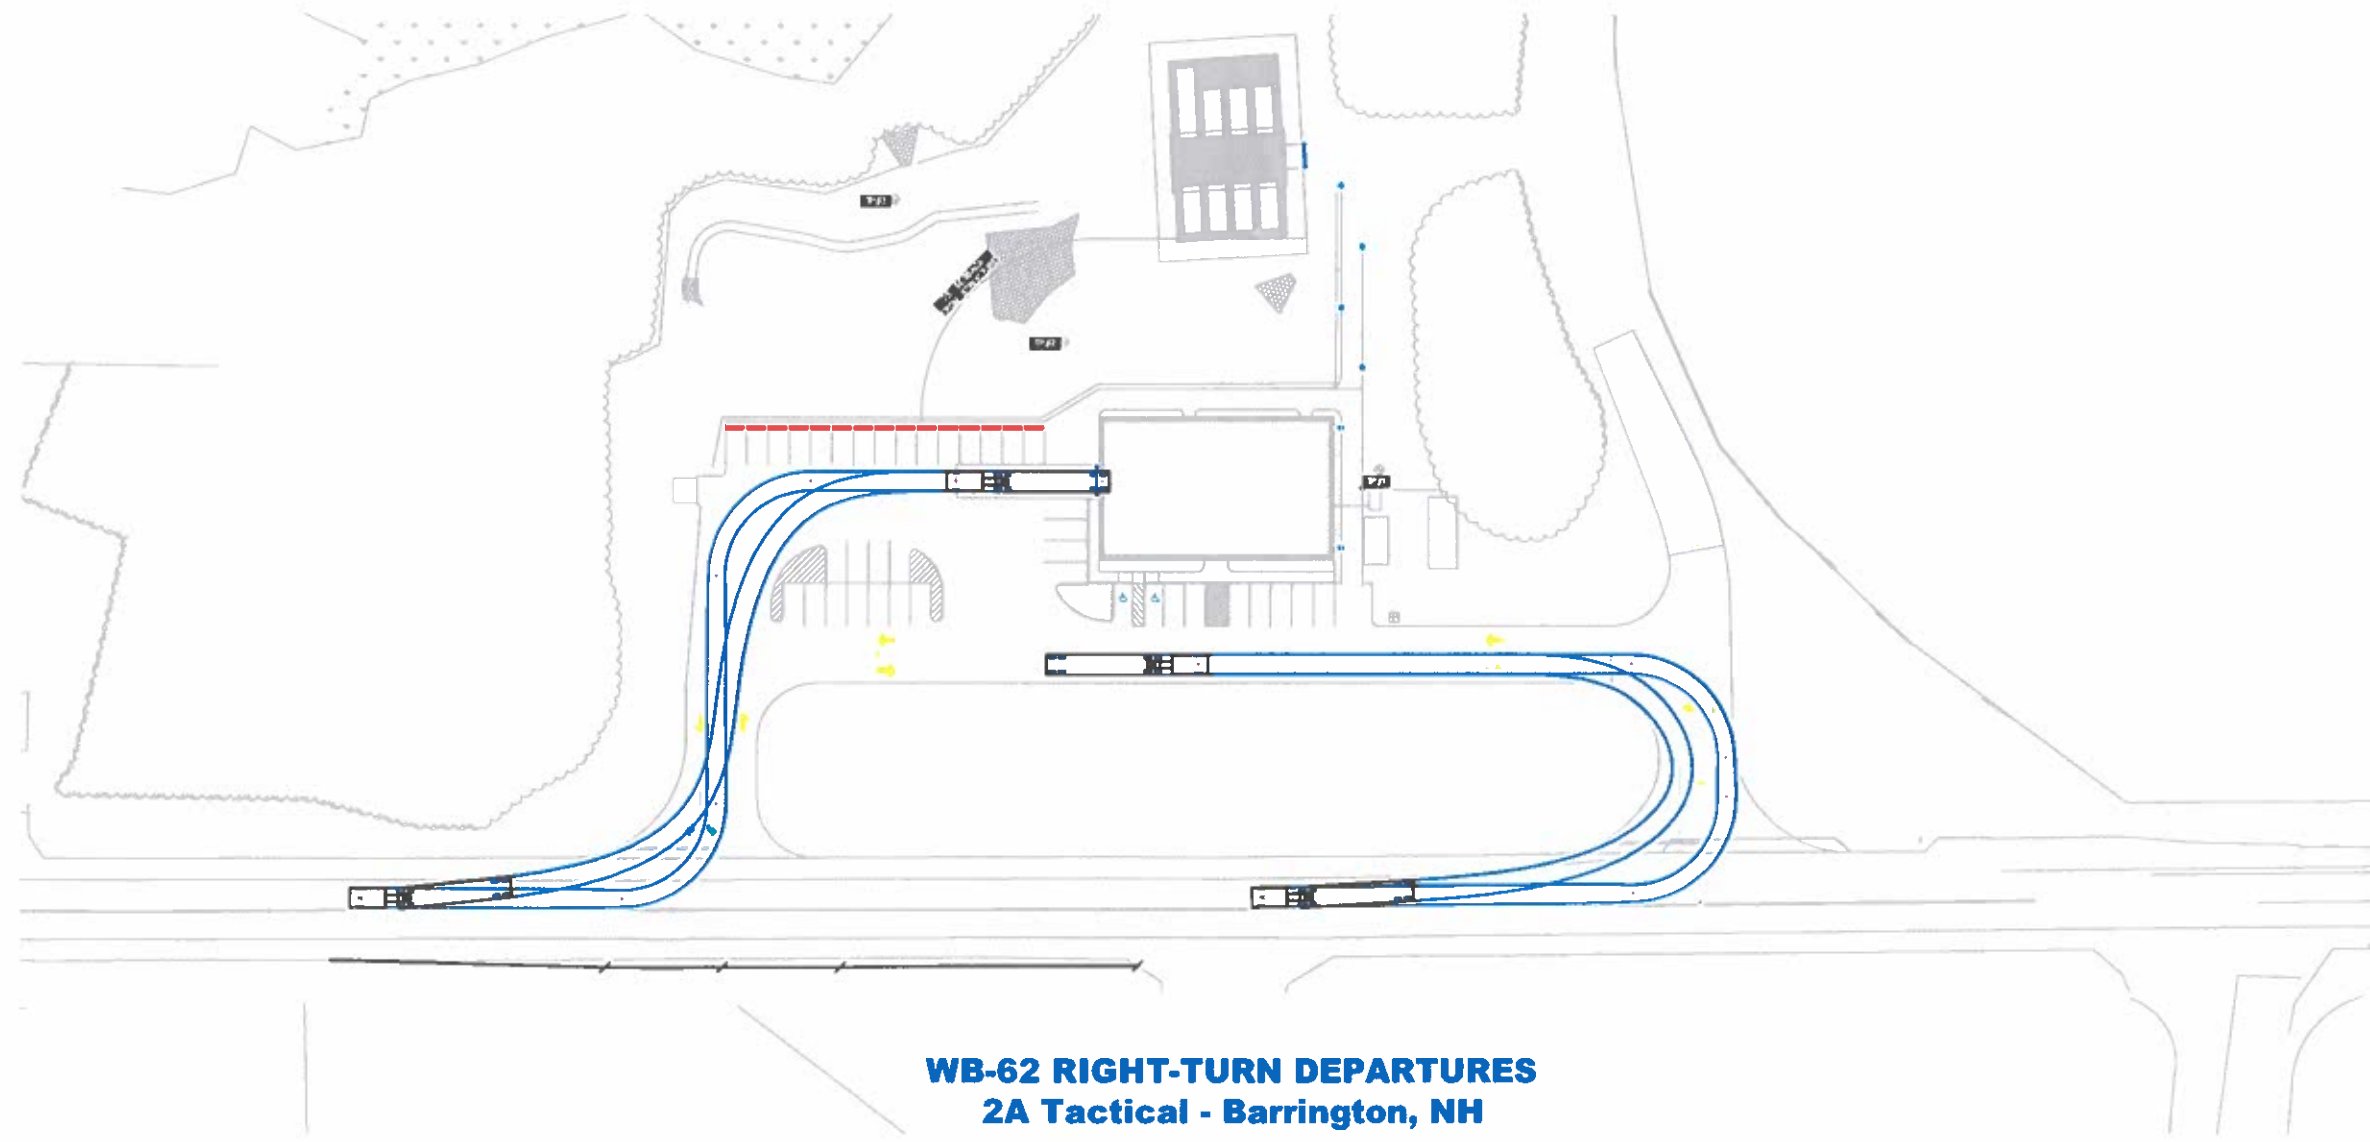 WB-62 RIGHT-TURN DEPARTURES
2A Tactical - Barrington, NH